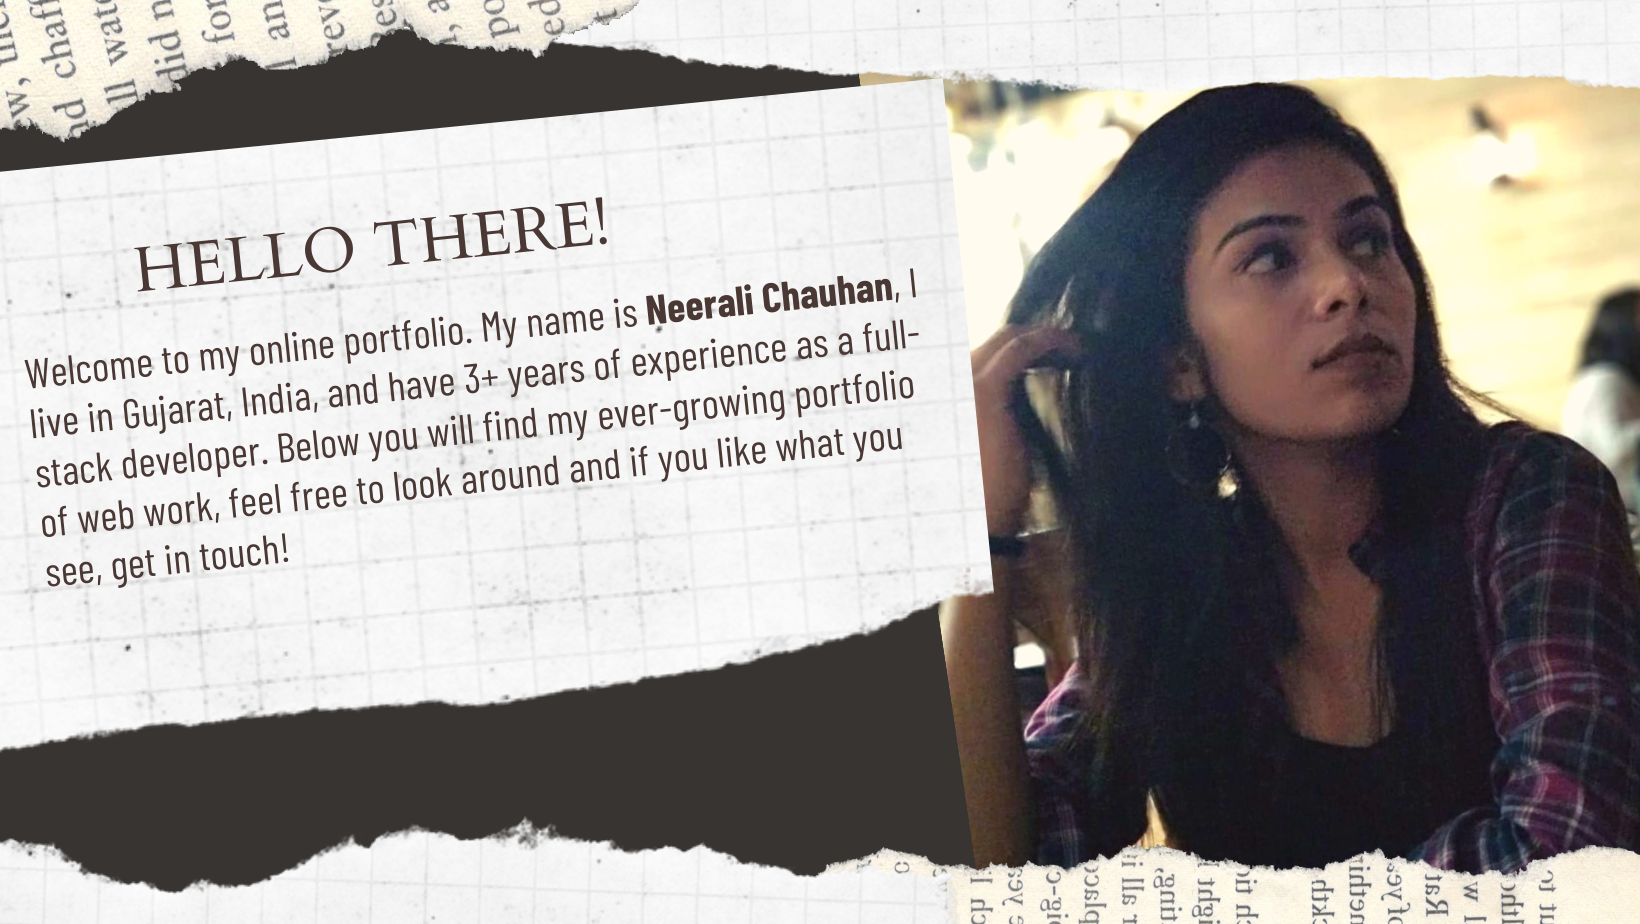 HELLO THERE!
Welcome to my online portfolio. My name is Neerali Chauhan, I
live in Gujarat, India, and have 3+ years of experience as a full-
stack developer. Below you will find my ever-growing portfolio
of web work, feel free to look around and if you like what you
see, get in touch!